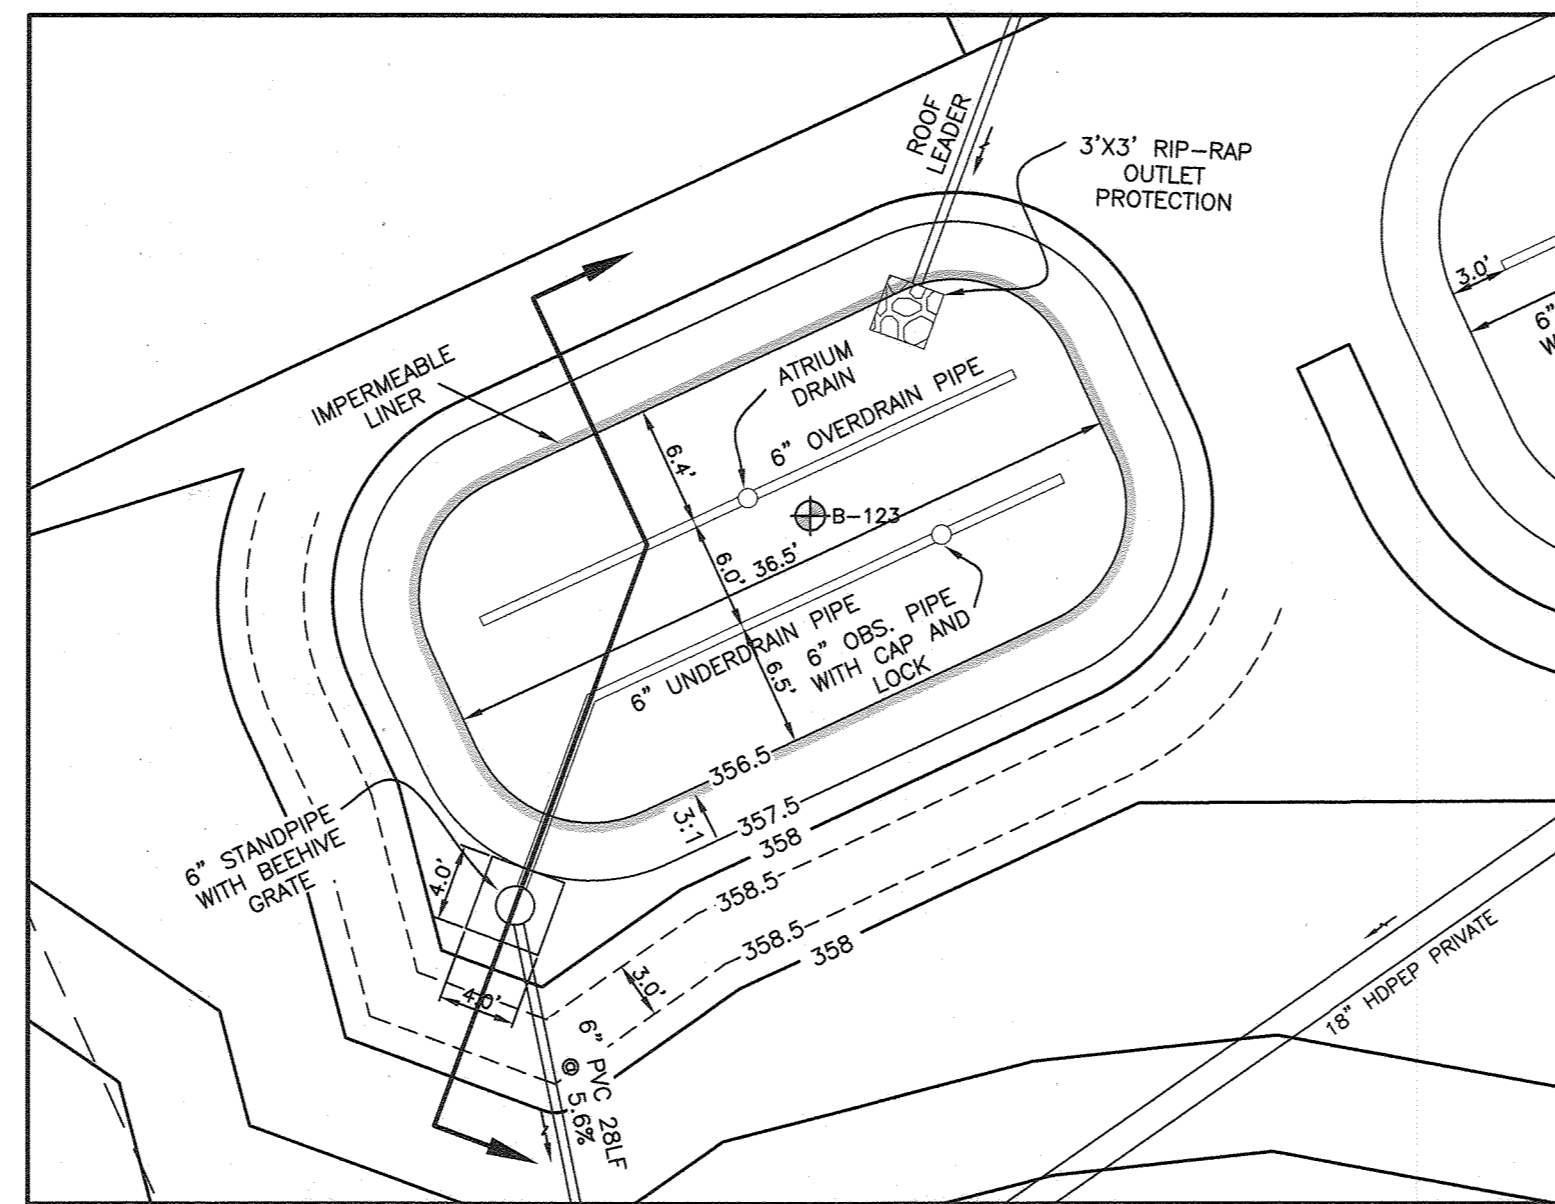 ROOF
LEADER
3'X3' RIP-RAP
OUTLET
PROTECTION
3.0'
6"
IMPERMEABLE
LINER
ATRIUM
DRAIN
6" OVERDRAIN PIPE
6.4'
B-123
6.0'
36.5'
6" UNDERDRAIN PIPE
6" OBS. PIPE
WITH CAP AND
LOCK
6.5'
356.5
3:1
357.5
358
358.5
358.5
358
6" STANDPIPE
WITH BEEHIVE
GRATE
4.0'
4.0'
3.0'
6" PVC 28LF
@ 5.6%
18" HDPEP PRIVATE